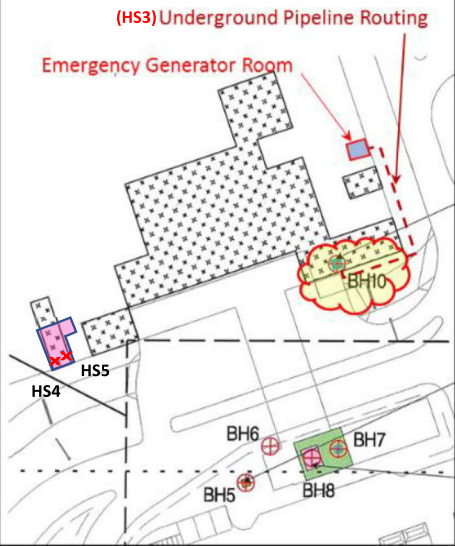 (HS3) Underground Pipeline Routing
Emergency Generator Room
BH10
HS5
HS4
BH6
BH7
BH5
BH8